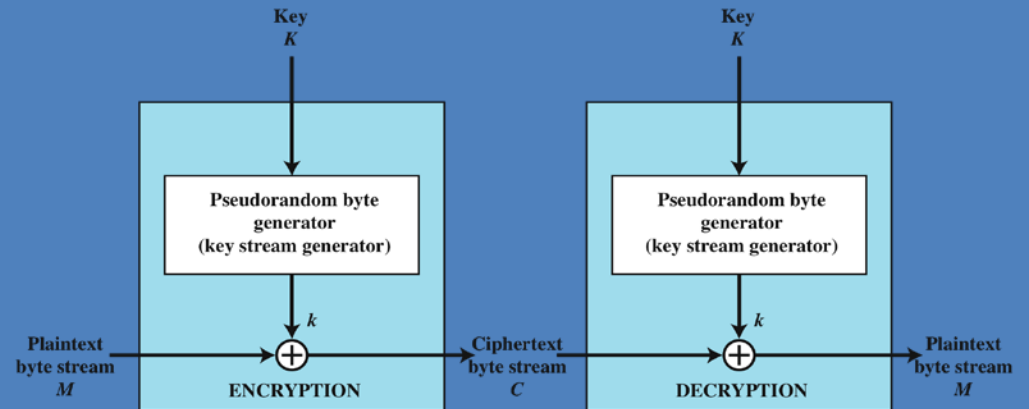 Key
K
Key
K
Pseudorandom byte
generator
(key stream generator)
Pseudorandom byte
generator
(key stream generator)
k
k
Plaintext
byte stream
M
ENCRYPTION
Ciphertext
byte stream
C
DECRYPTION
Plaintext
byte stream
M